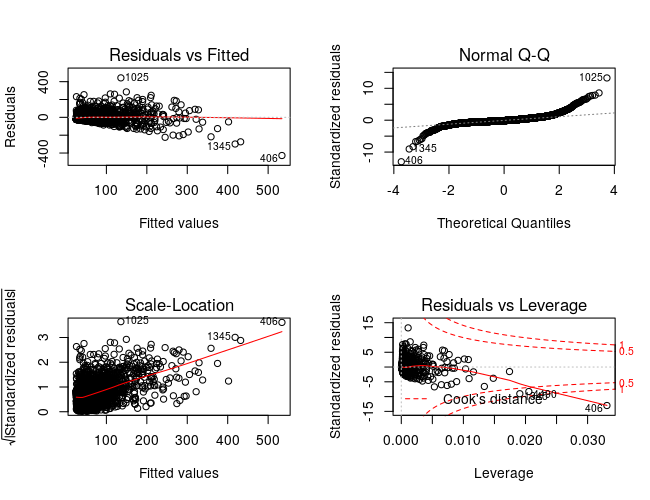 Residuals vs Fitted
Residuals
400
0
-400
1025
1345
406
100 200 300 400 500
Fitted values
Normal Q-Q
Standardized residuals
10
0
-10
1025
1345
406
-4 -2 0 2 4
Theoretical Quantiles
Scale-Location
√|Standardized residuals|
3
2
1
0
1025
1345
406
100 200 300 400 500
Fitted values
Residuals vs Leverage
Standardized residuals
15
5
-5
-15
1
0.5
0.5
1
Cook's distance
406
0.000 0.010 0.020 0.030
Leverage